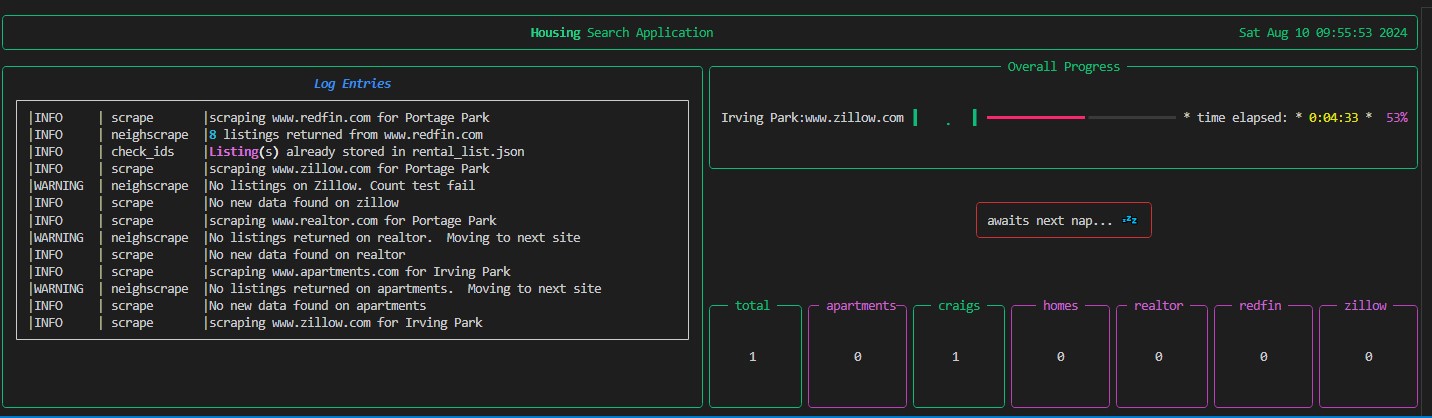 Housing Search Application
Sat Aug 10 09:55:53 2024
Log Entries
|INFO | scrape |scraping www.redfin.com for Portage Park
|INFO | neighscrape |8 listings returned from www.redfin.com
|INFO | check_ids |Listing(s) already stored in rental_list.json
|INFO | scrape |scraping www.zillow.com for Portage Park
|WARNING | neighscrape |No listings on Zillow. Count test fail
|INFO | scrape |No new data found on zillow
|INFO | scrape |scraping www.realtor.com for Portage Park
|WARNING | neighscrape |No listings returned on realtor.  Moving to next site
|INFO | scrape |No new data found on realtor
|INFO | scrape |scraping www.apartments.com for Irving Park
|WARNING | neighscrape |No listings returned on apartments.  Moving to next site
|INFO | scrape |No new data found on apartments
|INFO | scrape |scraping www.zillow.com for Irving Park
Overall Progress
Irving Park:www.zillow.com * time elapsed: * 0:04:33 * 53%
awaits next nap... 💤
total apartments craigs homes realtor redfin zillow
1 0 1 0 0 0 0